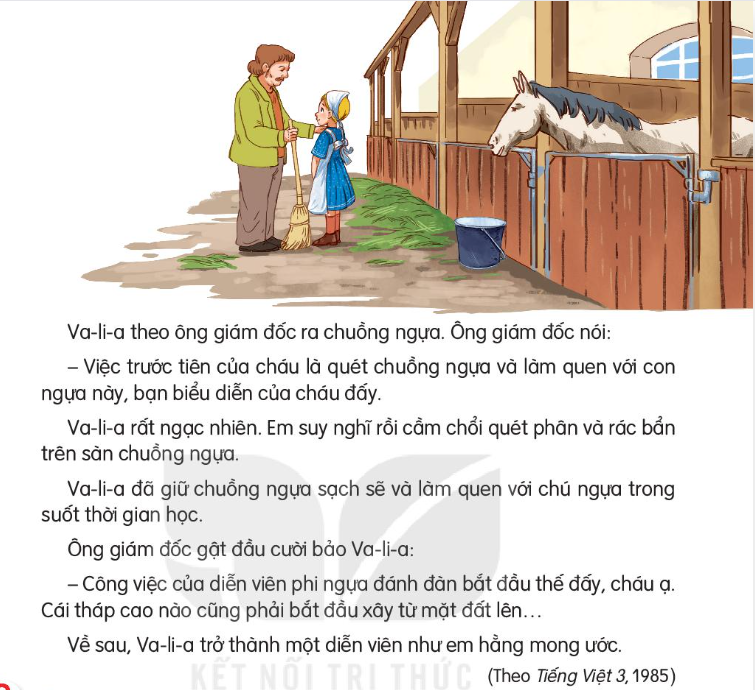 Va-li-a theo ông giám đốc ra chuồng ngựa. Ông giám đốc nói:
– Việc trước tiên của cháu là quét chuồng ngựa và làm quen với con
ngựa này, bạn biểu diễn của cháu đấy.
Va-li-a rất ngạc nhiên. Em suy nghĩ rồi cầm chổi quét phân và rác bẩn
trên sàn chuồng ngựa.
Va-li-a đã giữ chuồng ngựa sạch sẽ và làm quen với chú ngựa trong
suốt thời gian học.
Ông giám đốc gật đầu cười bảo Va-li-a:
– Công việc của diễn viên phi ngựa đánh đàn bắt đầu thế đấy, cháu ạ.
Cái tháp cao nào cũng phải bắt đầu xây từ mặt đất lên...
Về sau, Va-li-a trở thành một diễn viên như em hằng mong ước.
KẾT NỐI TRI THỨC
(Theo Tiếng Việt 3, 1985)